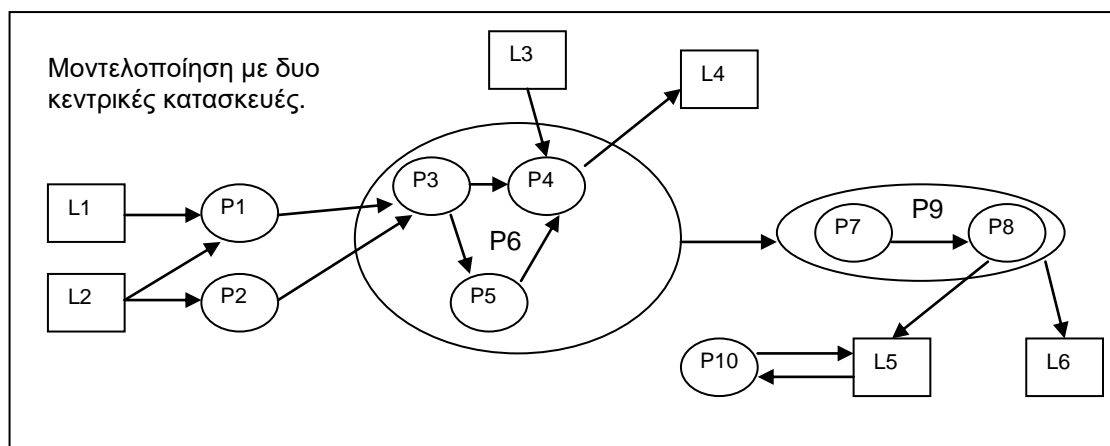 Μοντελοποίηση με δυο
κεντρικές κατασκευές.
L3
L4
P3
P4
L1
P1
P6
P7
P9
P8
L2
P2
P5
P10
L5
L6